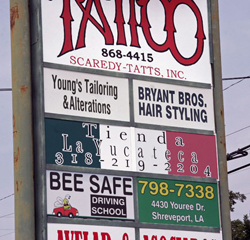 TATTOO
868-4415
SCAREDY-TATTS, INC.
Young's Tailoring
& Alterations
BRYANT BROS.
HAIR STYLING
Tienda
La Yucateca
318-219-2204
BEE SAFE
DRIVING
SCHOOL
798-7338
4430 Youree Dr.
Shreveport, LA